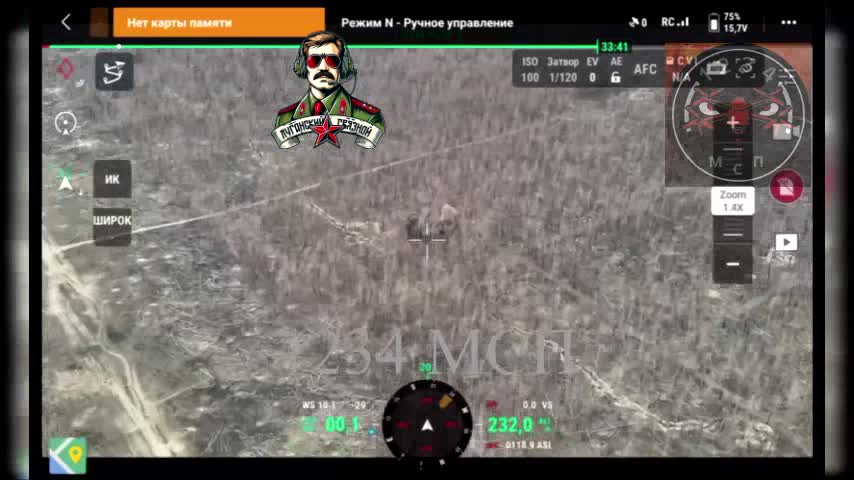 Нет карты памяти
Режим N - Ручное управление
0
RC
75%
15,7V
33:41
ISO Затвор EV AE
100 1/120 0
AFC
N/A
ЛУГАНСКИЙ СВЯЗНОЙ
М П
С
ИК
ШИРОК
Zoom
1.4X
234 МСП
20
WS 10.1
00.1
0.0 VS
232,0
0118.9 ASL